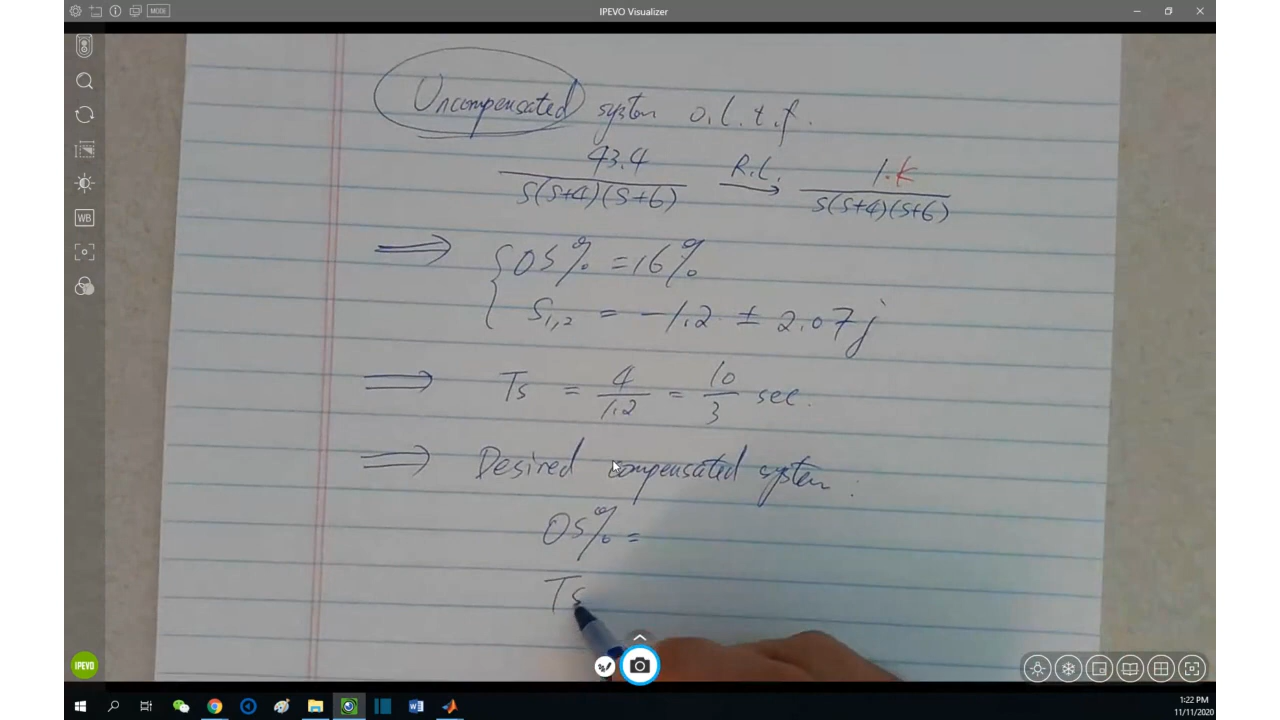 IPEVO Visualizer
MODE
Uncompensated system o.l.t.f.
43.4 / s(s+4)(s+6) R.L. → 1.k / s(s+4)(s+6)
⟹ { OS% = 16%
S1,2 = -1.2 ± 2.07j
⟹ Ts = 4/1.2 = 10/3 sec.
⟹ Desired compensated system :
OS% =
Ts
WB
IPEVO
1:22 PM
11/11/2020